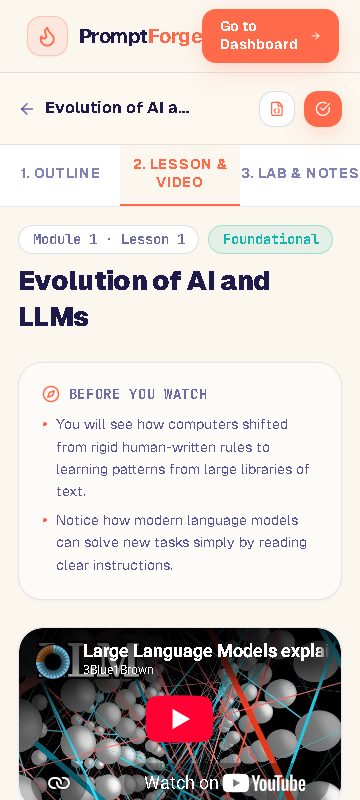 PromptForge
Go to
Dashboard
Evolution of AI a...
1. OUTLINE
2. LESSON &
VIDEO
3. LAB & NOTES
Module 1 · Lesson 1
Foundational
Evolution of AI and
LLMs
BEFORE YOU WATCH
• You will see how computers shifted
from rigid human-written rules to
learning patterns from large libraries of
text.
• Notice how modern language models
can solve new tasks simply by reading
clear instructions.
Large Language Models explai
3Blue1Brown
Watch on YouTube